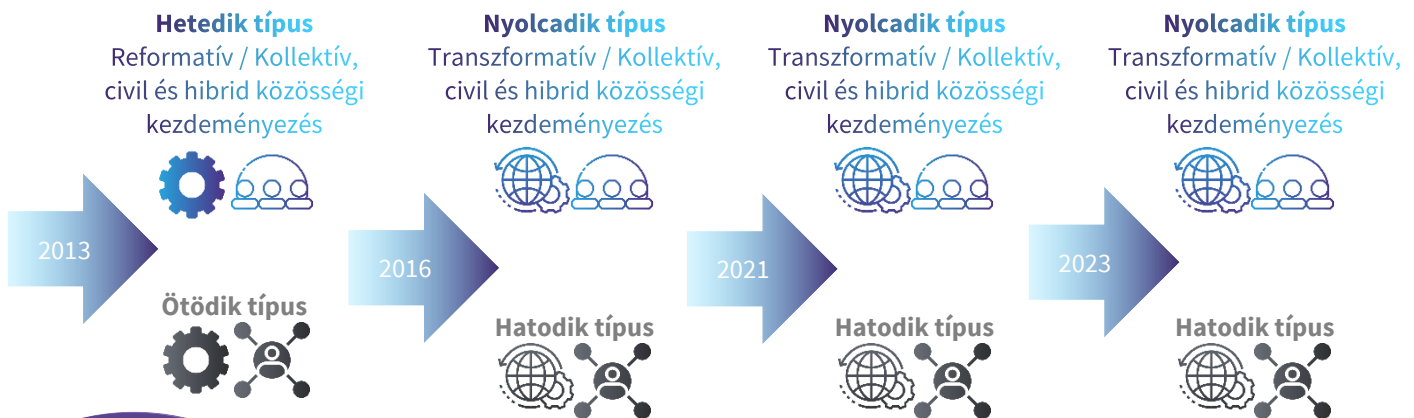 2013
Hetedik típus
Reformatív / Kollektív,
civil és hibrid közösségi
kezdeményezés
Ötödik típus
2016
Nyolcadik típus
Transzformatív / Kollektív,
civil és hibrid közösségi
kezdeményezés
Hatodik típus
2021
Nyolcadik típus
Transzformatív / Kollektív,
civil és hibrid közösségi
kezdeményezés
Hatodik típus
2023
Nyolcadik típus
Transzformatív / Kollektív,
civil és hibrid közösségi
kezdeményezés
Hatodik típus